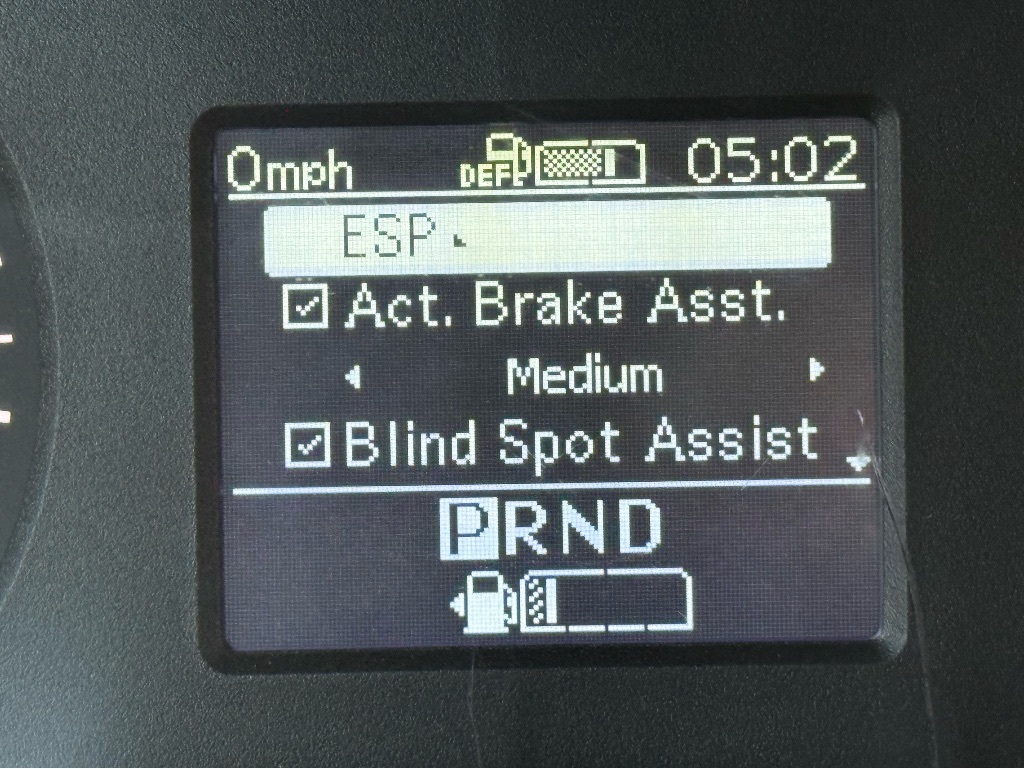 0mph DEF 05:02
ESP
Act. Brake Asst.
Medium
Blind Spot Assist
PRND